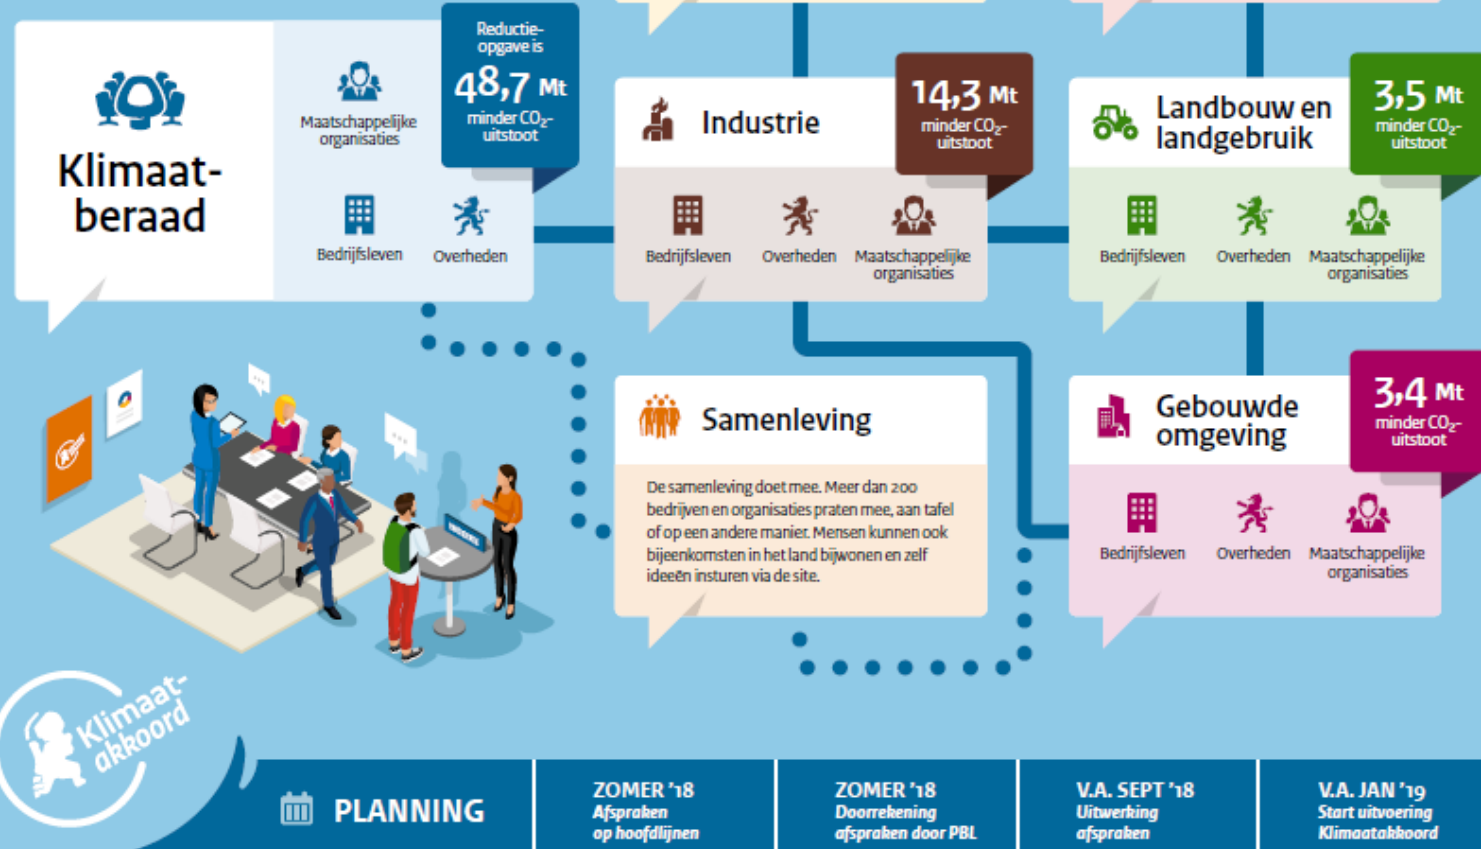 Klimaat-
beraad
Maatschappelijke
organisaties
Bedrijfsleven
Overheden
Reductie-
opgave is
48,7 Mt
minder CO₂-
uitstoot
Industrie
14,3 Mt
minder CO₂-
uitstoot
Bedrijfsleven
Overheden
Maatschappelijke
organisaties
Landbouw en
landgebruik
3,5 Mt
minder CO₂-
uitstoot
Bedrijfsleven
Overheden
Maatschappelijke
organisaties
Samenleving
De samenleving doet mee. Meer dan 200
bedrijven en organisaties praten mee, aan tafel
of op een andere manier. Mensen kunnen ook
bijeenkomsten in het land bijwonen en zelf
ideeën insturen via de site.
Gebouwde
omgeving
3,4 Mt
minder CO₂-
uitstoot
Bedrijfsleven
Overheden
Maatschappelijke
organisaties
Klimaat-
akkoord
PLANNING
ZOMER '18
Afspraken
op hoofdlijnen
ZOMER '18
Doorrekening
afspraken door PBL
V.A. SEPT '18
Uitwerking
afspraken
V.A. JAN '19
Start uitvoering
Klimaatakkoord